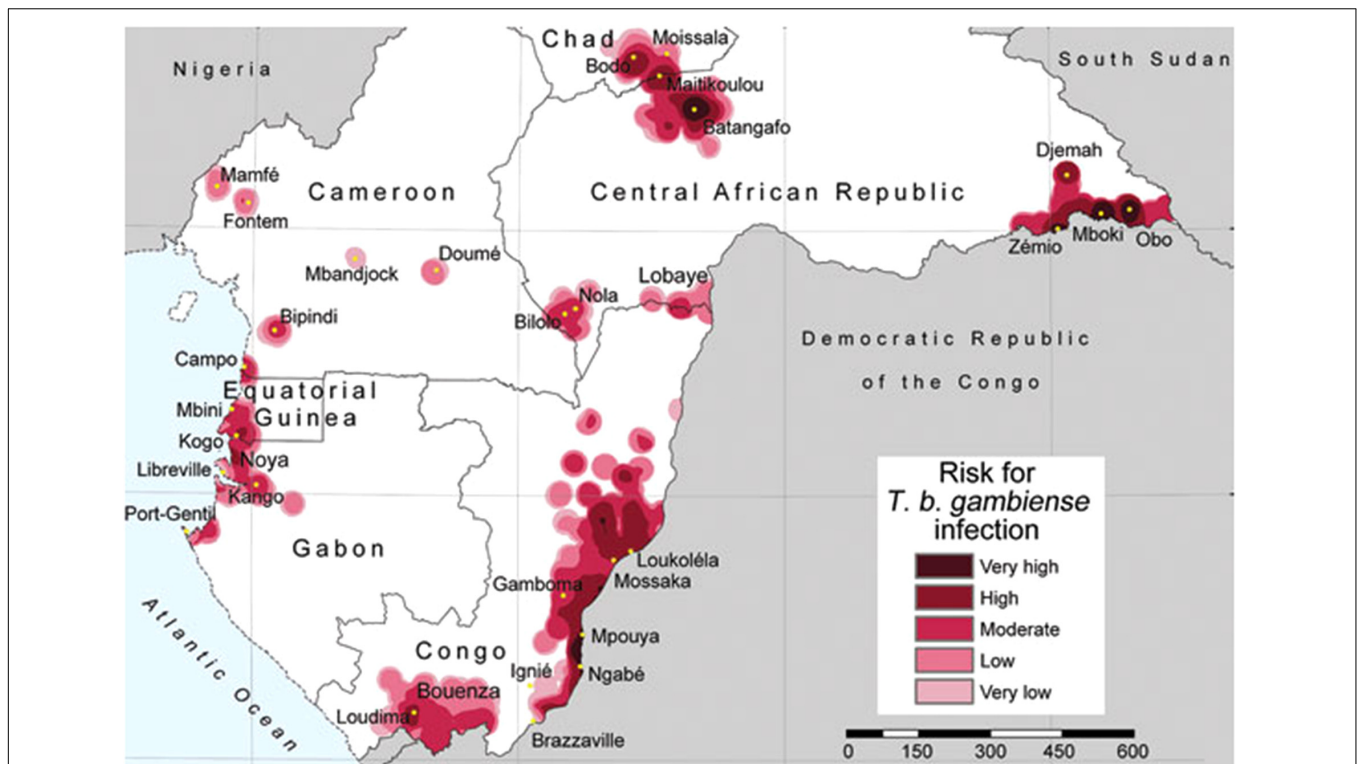 Chad
Moissala
Nigeria
South Sudan
Bodo
Maitikoulou
Batangafo
Djemah
Mamfé
Cameroon
Central African Republic
Fontem
Zémio
Mboki
Obo
Doumé
Mbandjock
Lobaye
Nola
Bipindi
Bilolo
Democratic Republic
of the Congo
Campo
Equatorial
Guinea
Mbini
Kogo
Noya
Libreville
Kango
Port-Gentil
Gabon
Loukoléla
Mossaka
Gamboma
Atlantic Ocean
Mpouya
Congo
Ignié
Ngabé
Bouenza
Loudima
Brazzaville
Risk for
T. b. gambiense
infection
Very high
High
Moderate
Low
Very low
0 150 300 450 600